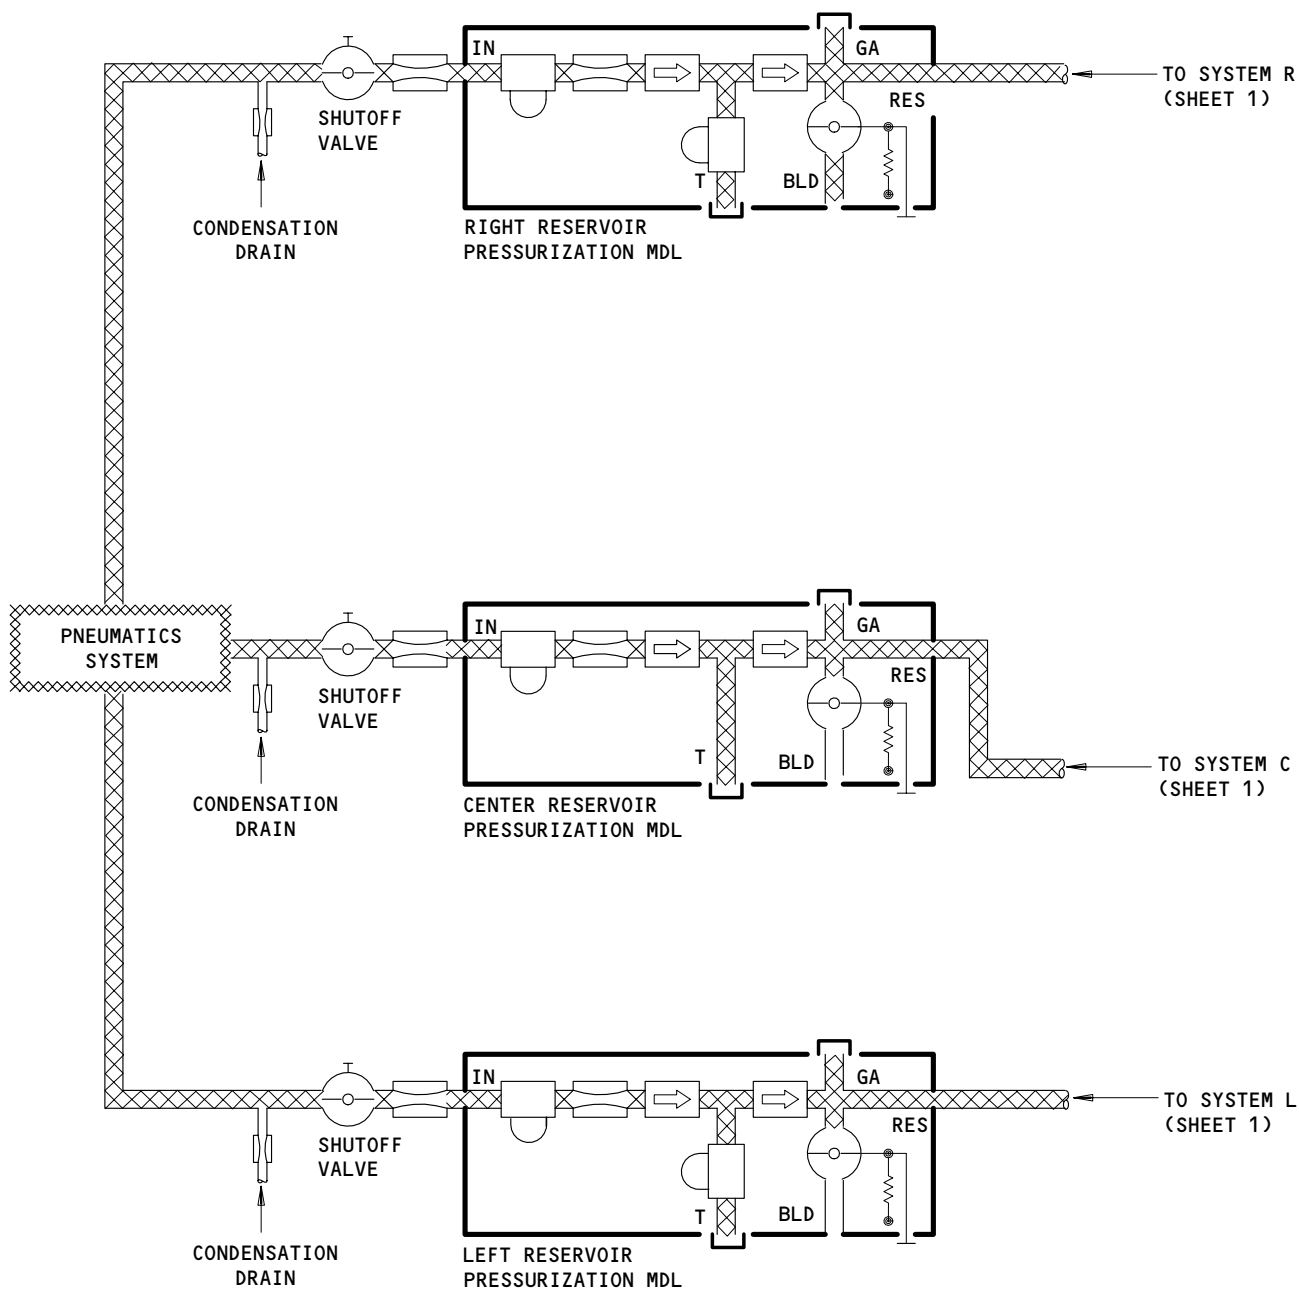 IN
GA
TO SYSTEM R
(SHEET 1)
RES
SHUTOFF
VALVE
T
BLD
CONDENSATION
DRAIN
RIGHT RESERVOIR
PRESSURIZATION MDL
PNEUMATICS
SYSTEM
IN
GA
RES
SHUTOFF
VALVE
T
BLD
TO SYSTEM C
(SHEET 1)
CONDENSATION
DRAIN
CENTER RESERVOIR
PRESSURIZATION MDL
IN
GA
TO SYSTEM L
(SHEET 1)
RES
SHUTOFF
VALVE
T
BLD
CONDENSATION
DRAIN
LEFT RESERVOIR
PRESSURIZATION MDL